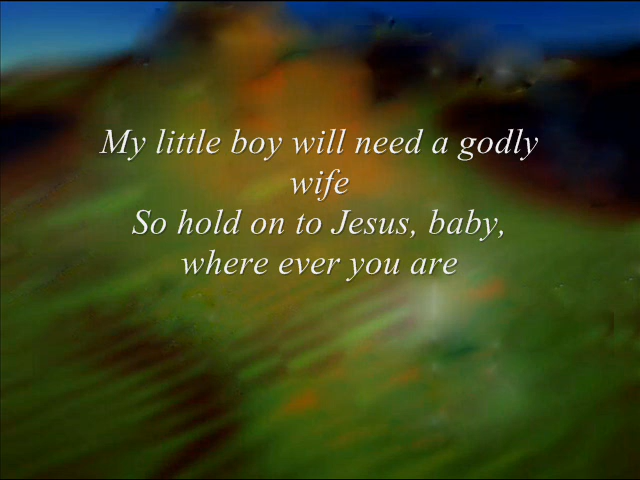 My little boy will need a godly
wife
So hold on to Jesus, baby,
where ever you are